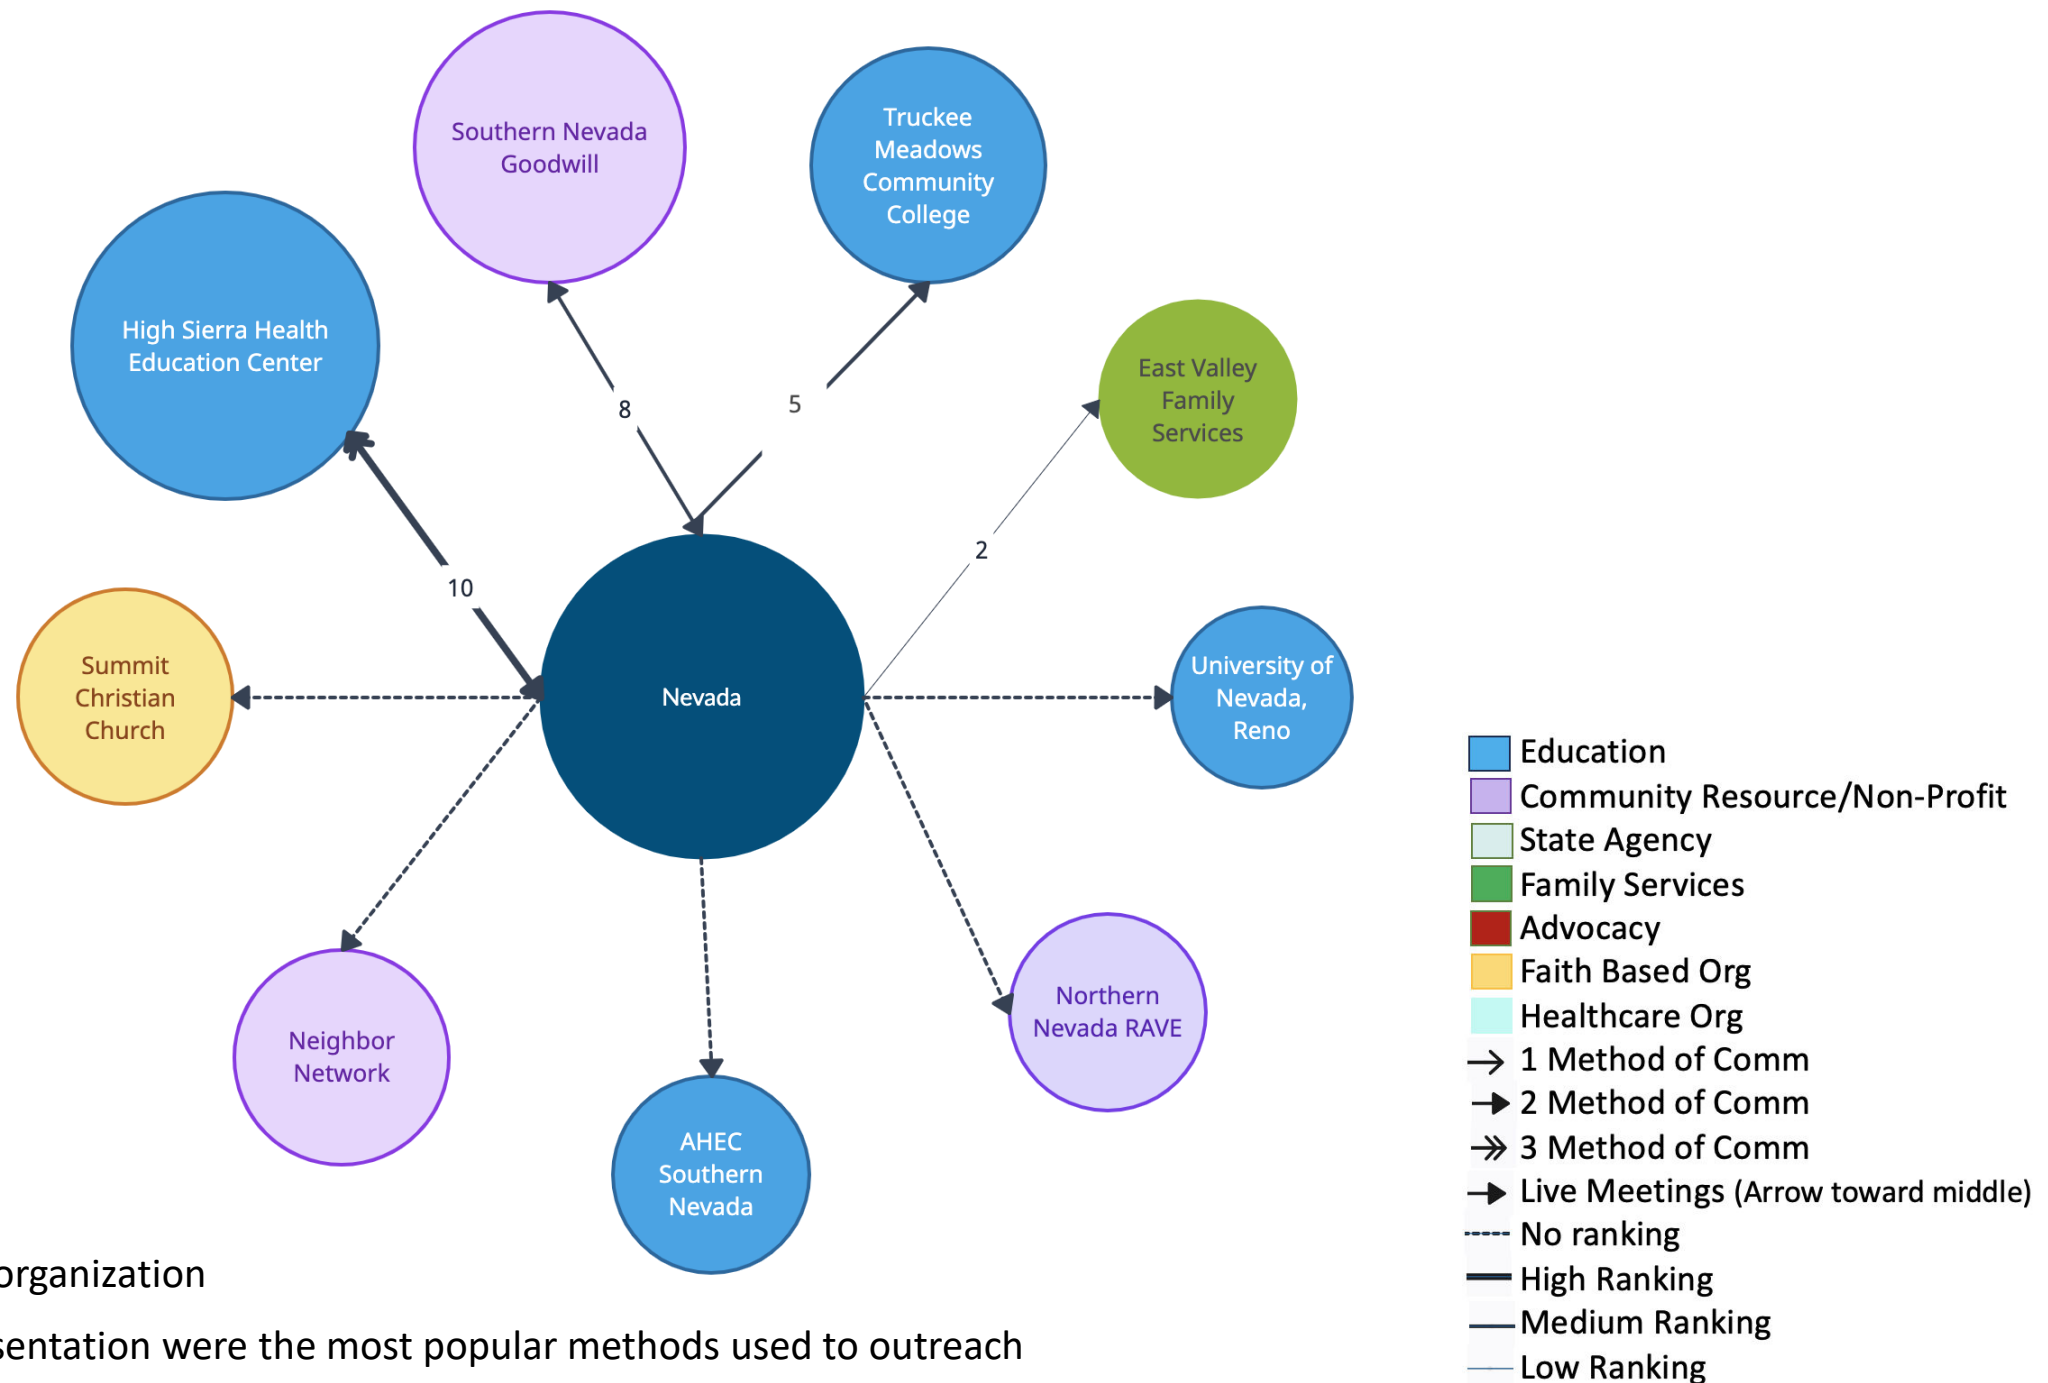 Southern Nevada
Goodwill
Truckee
Meadows
Community
College
High Sierra Health
Education Center
East Valley
Family
Services
8
5
2
10
Summit
Christian
Church
Nevada
University of
Nevada,
Reno
Neighbor
Network
AHEC
Southern
Nevada
Northern
Nevada RAVE
Education
Community Resource/Non-Profit
State Agency
Family Services
Advocacy
Faith Based Org
Healthcare Org
1 Method of Comm
2 Method of Comm
3 Method of Comm
Live Meetings (Arrow toward middle)
No ranking
High Ranking
Medium Ranking
Low Ranking
organization
sentation were the most popular methods used to outreach